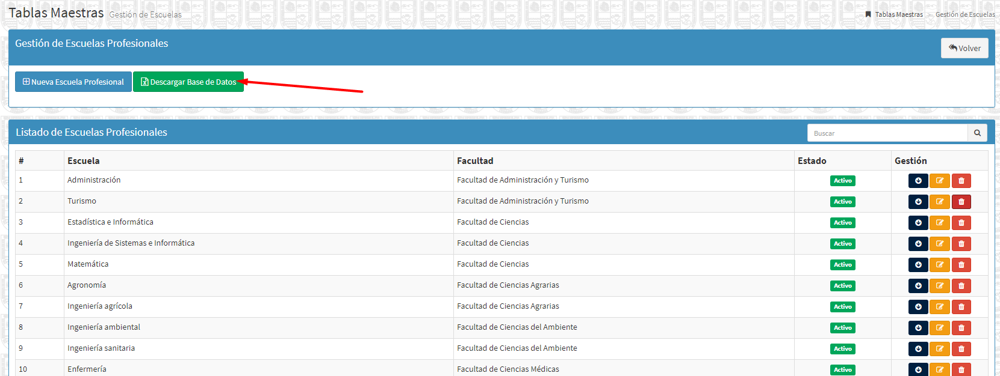 Tablas Maestras Gestión de Escuelas
Tablas Maestras > Gestión de Escuelas
Gestión de Escuelas Profesionales
Volver
Nueva Escuela Profesional Descargar Base de Datos
Listado de Escuelas Profesionales
Buscar
# Escuela Facultad Estado Gestión
1 Administración Facultad de Administración y Turismo Activo
2 Turismo Facultad de Administración y Turismo Activo
3 Estadística e Informática Facultad de Ciencias Activo
4 Ingeniería de Sistemas e Informática Facultad de Ciencias Activo
5 Matemática Facultad de Ciencias Activo
6 Agronomía Facultad de Ciencias Agrarias Activo
7 Ingeniería agrícola Facultad de Ciencias Agrarias Activo
8 Ingeniería ambiental Facultad de Ciencias del Ambiente Activo
9 Ingeniería sanitaria Facultad de Ciencias del Ambiente Activo
10 Enfermería Facultad de Ciencias Médicas Activo